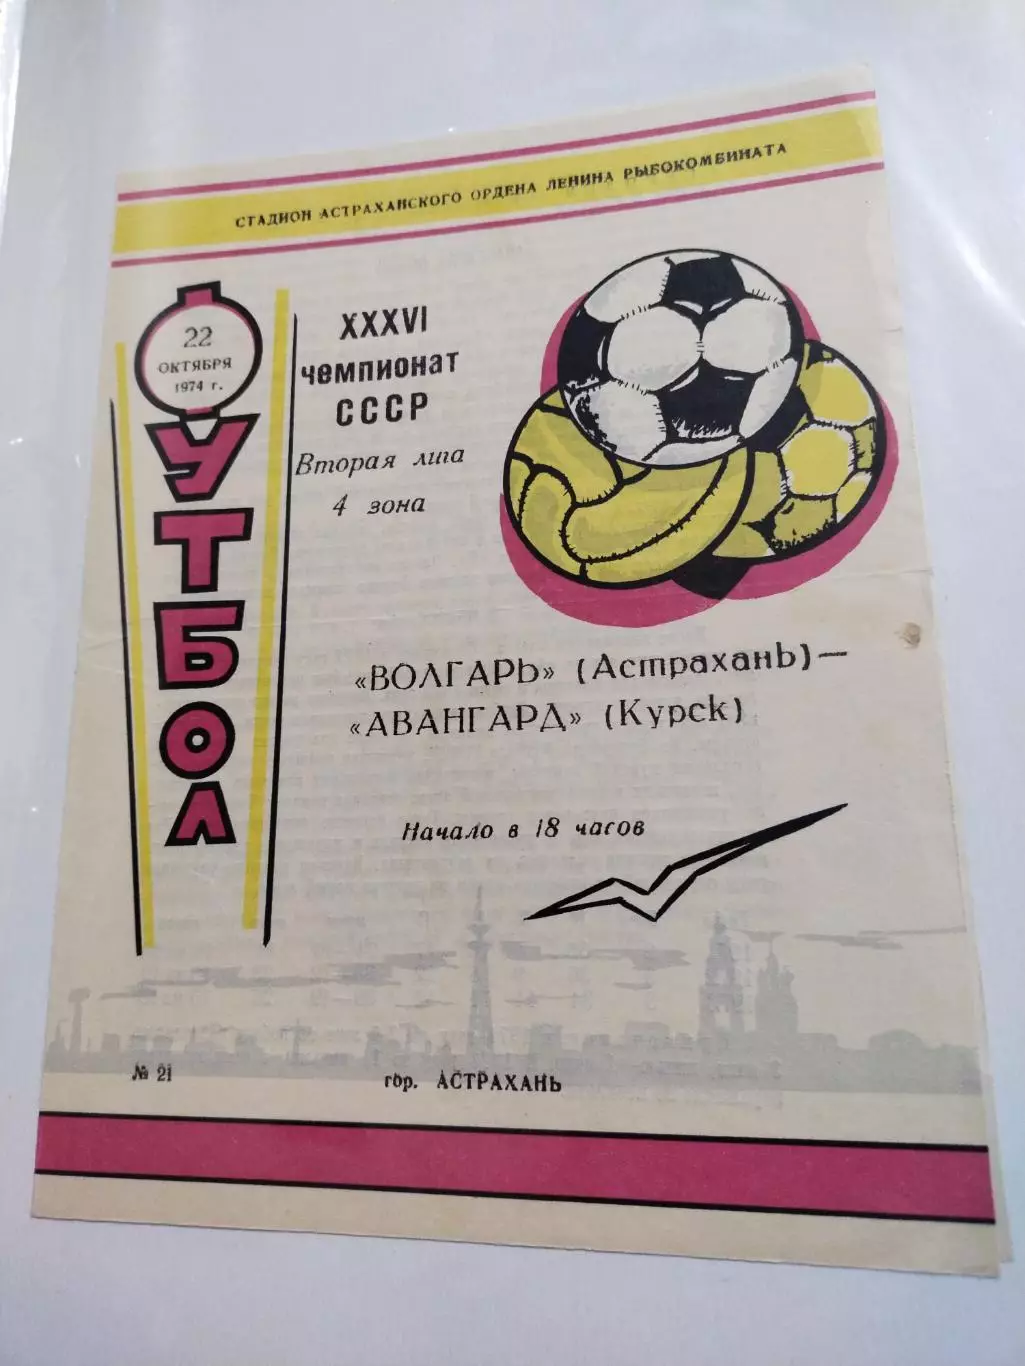 СТАДИОН АСТРАХАНСКОГО ОРДЕНА ЛЕНИНА РЫБОКОМБИНАТА
22
ОКТЯБРЯ
1974 г.
ФУТБОЛ
XXXVI
чемпионат
СССР
Вторая лига
4 зона
«ВОЛГАРЬ» (Астрахань)—
«АВАНГАРД» (Курск)
Начало в 18 часов
№ 21
гор. АСТРАХАНЬ